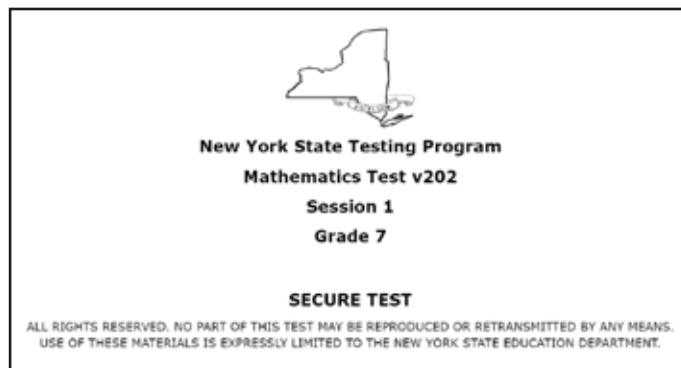 New York State Testing Program
Mathematics Test v202
Session 1
Grade 7
SECURE TEST
ALL RIGHTS RESERVED. NO PART OF THIS TEST MAY BE REPRODUCED OR RETRANSMITTED BY ANY MEANS.
USE OF THESE MATERIALS IS EXPRESSLY LIMITED TO THE NEW YORK STATE EDUCATION DEPARTMENT.